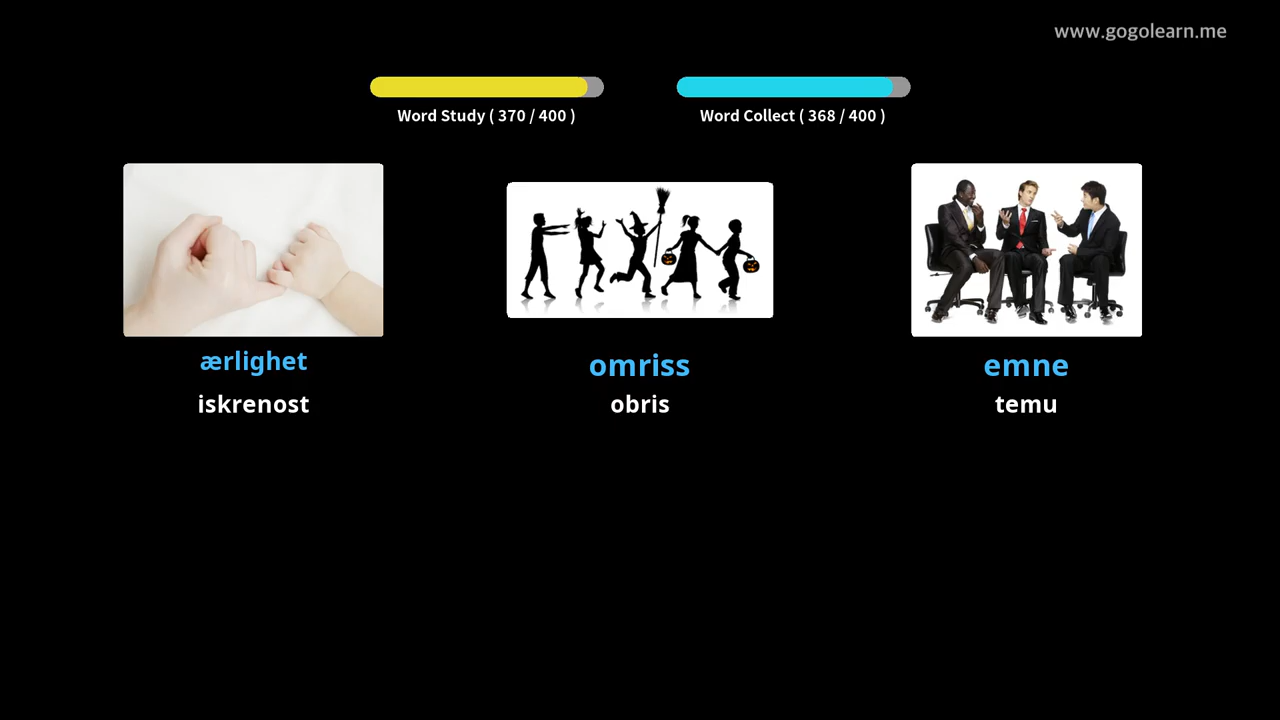 www.gogolearn.me
Word Study ( 370 / 400 )
Word Collect ( 368 / 400 )
ærlighet
omriss
emne
iskrenost
obris
temu